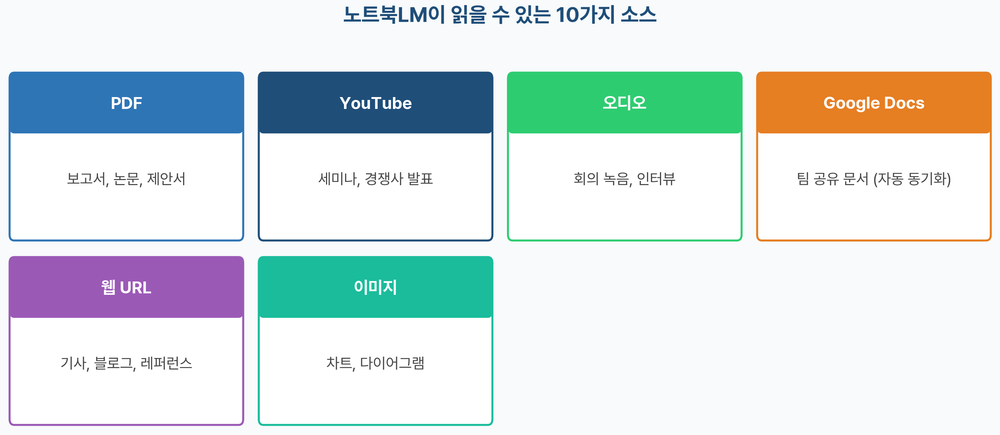 노트북LM이 읽을 수 있는 10가지 소스
PDF
보고서, 논문, 제안서
YouTube
세미나, 경쟁사 발표
오디오
회의 녹음, 인터뷰
Google Docs
팀 공유 문서 (자동 동기화)
웹 URL
기사, 블로그, 레퍼런스
이미지
차트, 다이어그램